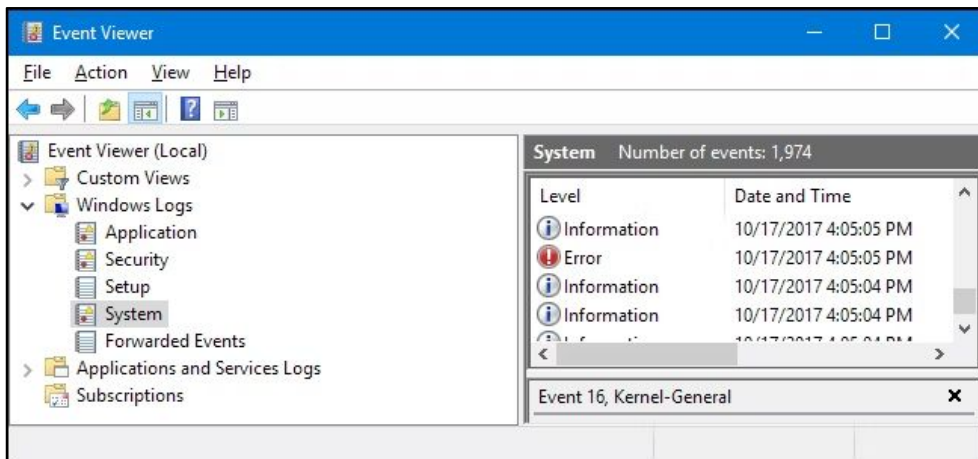 Event Viewer
File Action View Help
Event Viewer (Local)
Custom Views
Windows Logs
Application
Security
Setup
System
Forwarded Events
Applications and Services Logs
Subscriptions
System Number of events: 1,974
Level Date and Time
Information 10/17/2017 4:05:05 PM
Error 10/17/2017 4:05:05 PM
Information 10/17/2017 4:05:04 PM
Information 10/17/2017 4:05:04 PM
Event 16, Kernel-General